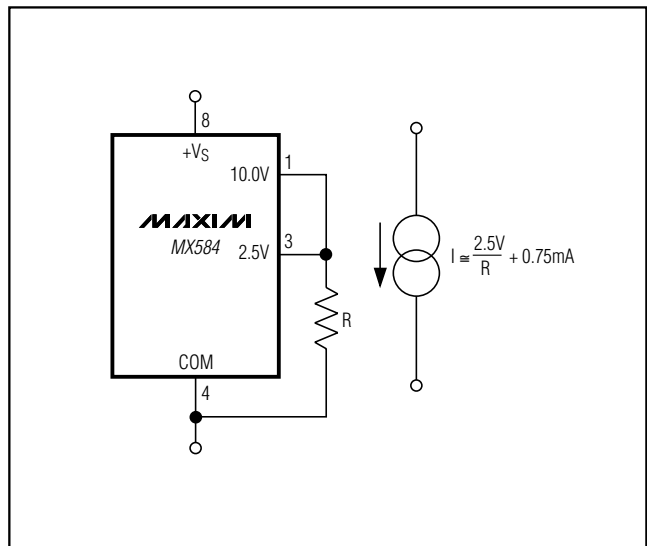 8
+VS
10.0V
1
MAXIM
MX584
2.5V
3
R
COM
4
I ≅ 2.5V/R + 0.75mA